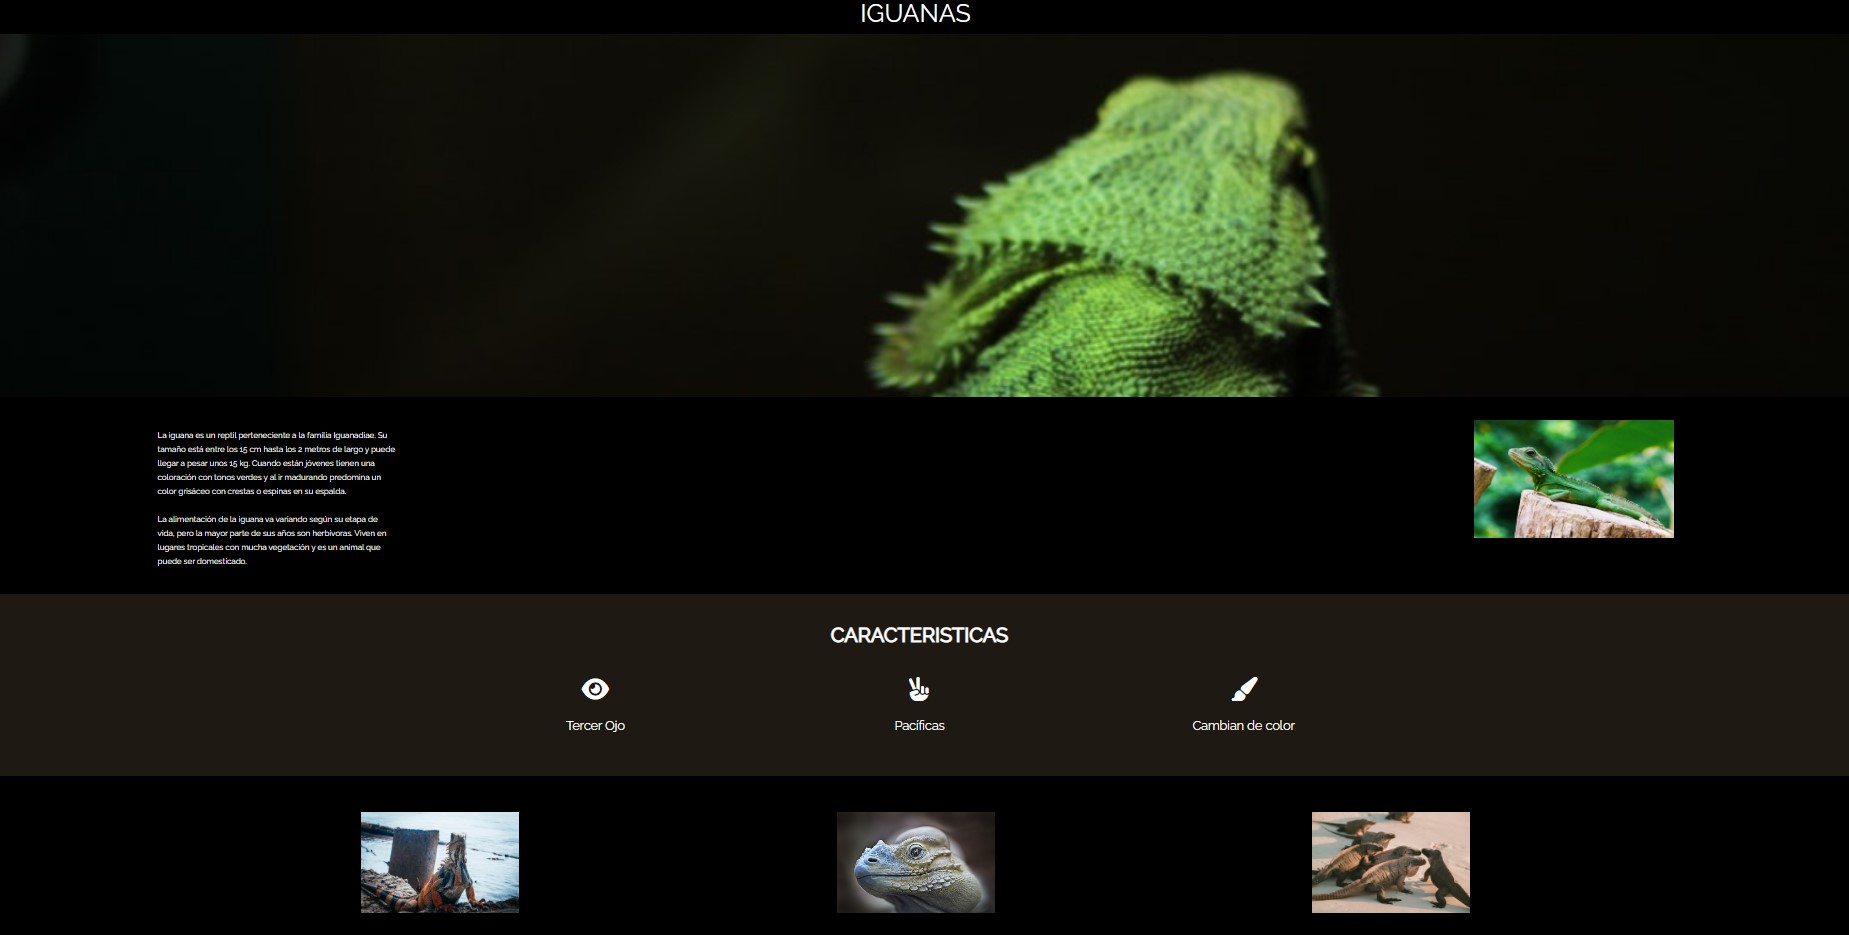 IGUANAS
La iguana es un reptil perteneciente a la familia Iguanadiae. Su
tamaño está entre los 15 cm hasta los 2 metros de largo y puede
llegar a pesar unos 15 kg. Cuando están jóvenes tienen una
coloración con tonos verdes y al ir madurando predomina un
color grisáceo con crestas o espinas en su espalda.
La alimentación de la iguana va variando según su etapa de
vida, pero la mayor parte de sus años son herbívoras. Viven en
lugares tropicales con mucha vegetación y es un animal que
puede ser domesticado.
CARACTERISTICAS
Tercer Ojo
Pacíficas
Cambian de color